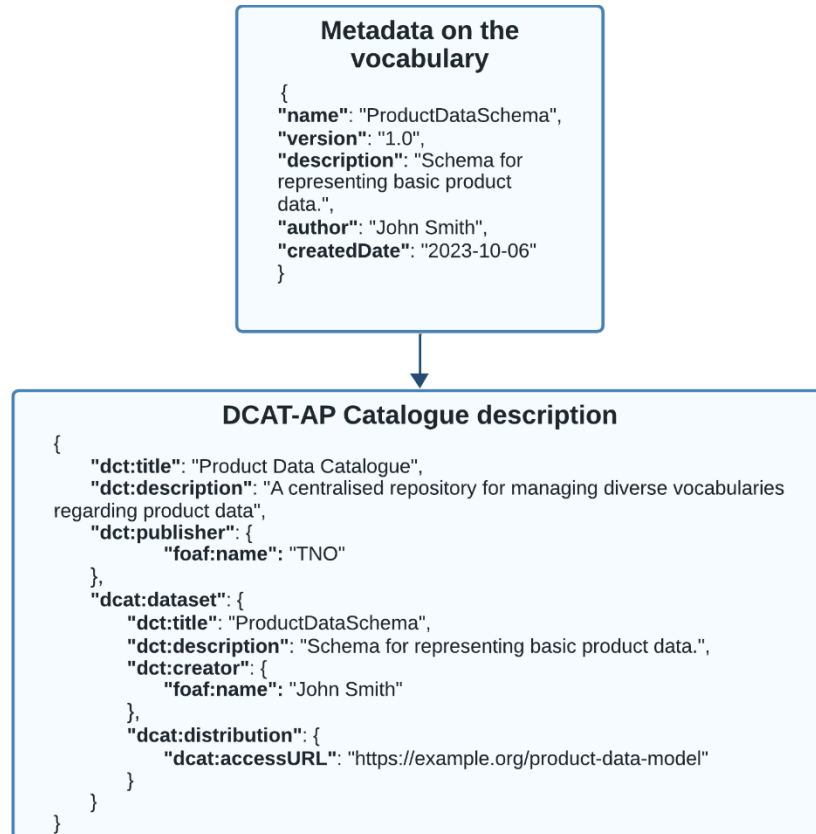 Metadata on the
vocabulary
{
"name": "ProductDataSchema",
"version": "1.0",
"description": "Schema for
representing basic product
data.",
"author": "John Smith",
"createdDate": "2023-10-06"
}
DCAT-AP Catalogue description
{
"dct:title": "Product Data Catalogue",
"dct:description": "A centralised repository for managing diverse vocabularies
regarding product data",
"dct:publisher": {
"foaf:name": "TNO"
},
"dcat:dataset": {
"dct:title": "ProductDataSchema",
"dct:description": "Schema for representing basic product data.",
"dct:creator": {
"foaf:name": "John Smith"
},
"dcat:distribution": {
"dcat:accessURL": "https://example.org/product-data-model"
}
}
}